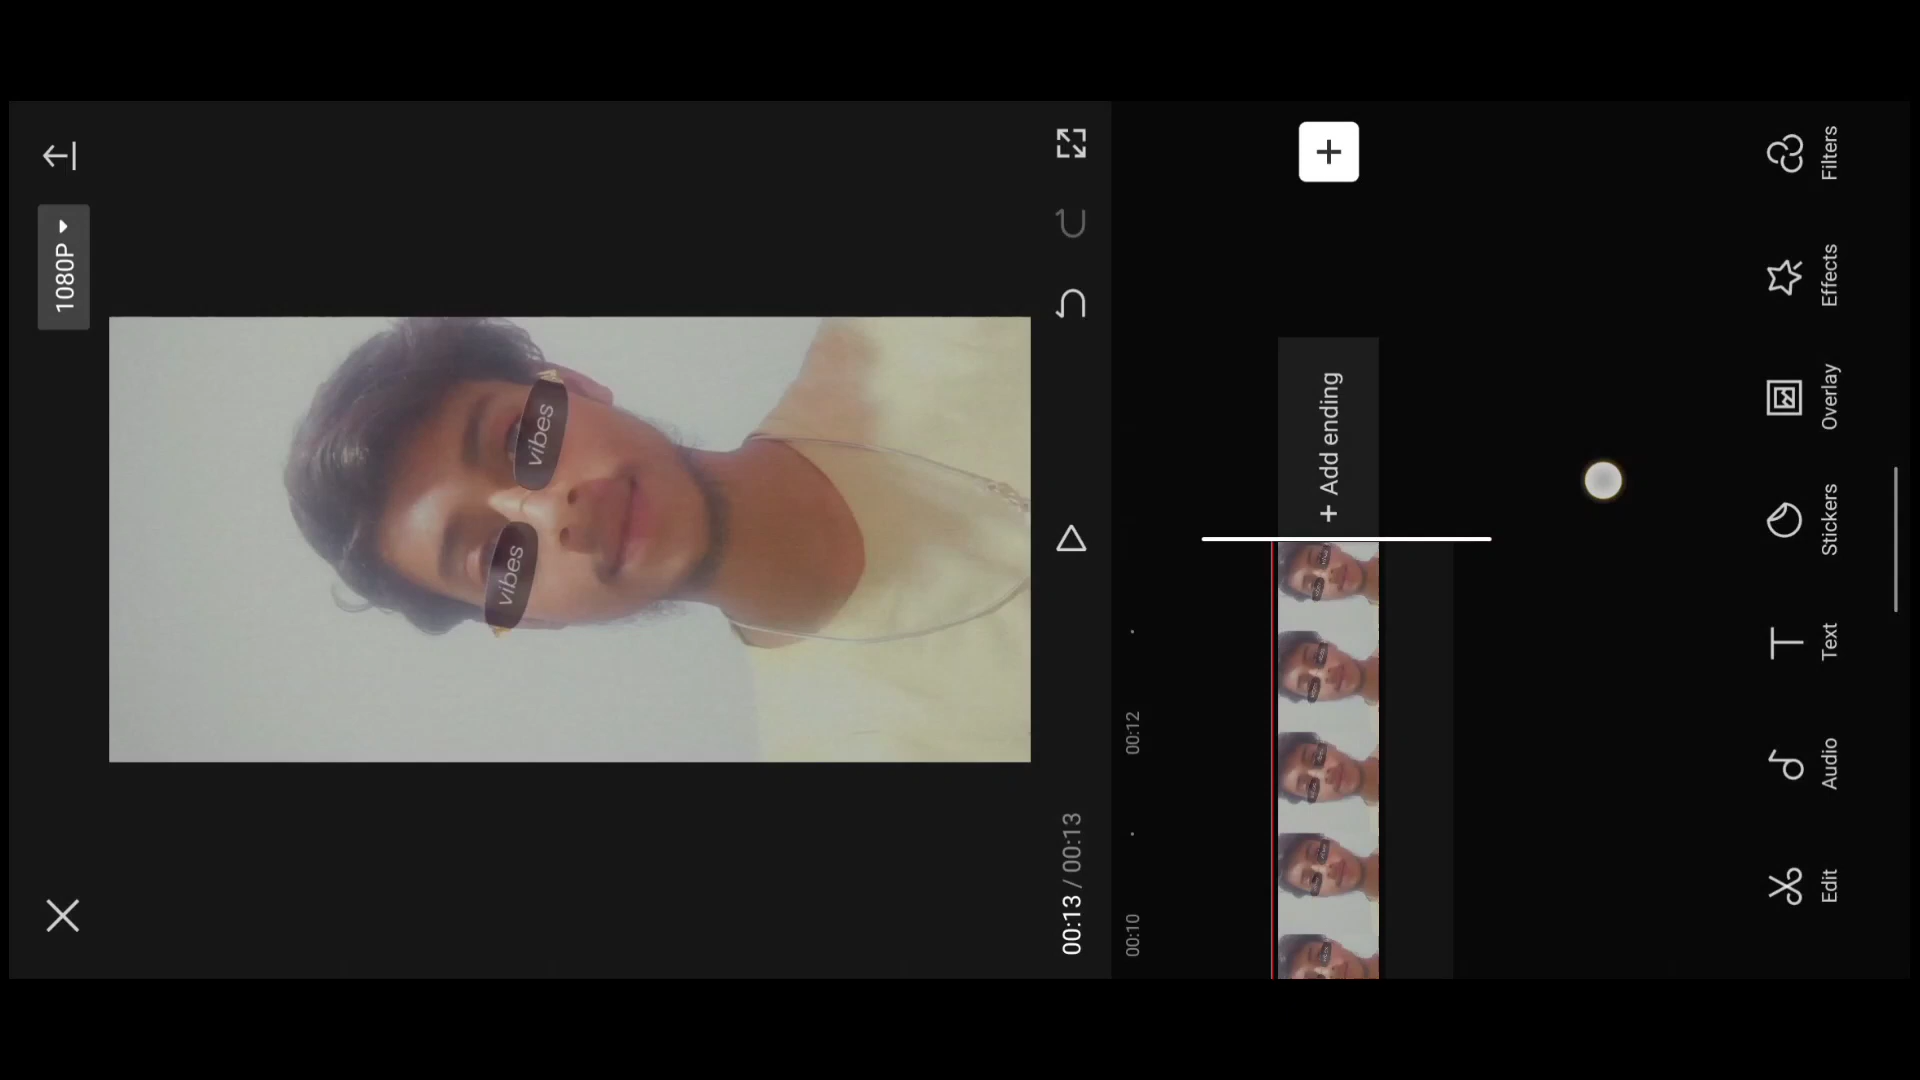 1080P
vibes
vibes
00:13 / 00:13
00:10
00:12
+ Add ending
Edit
Audio
Text
Stickers
Overlay
Effects
Filters